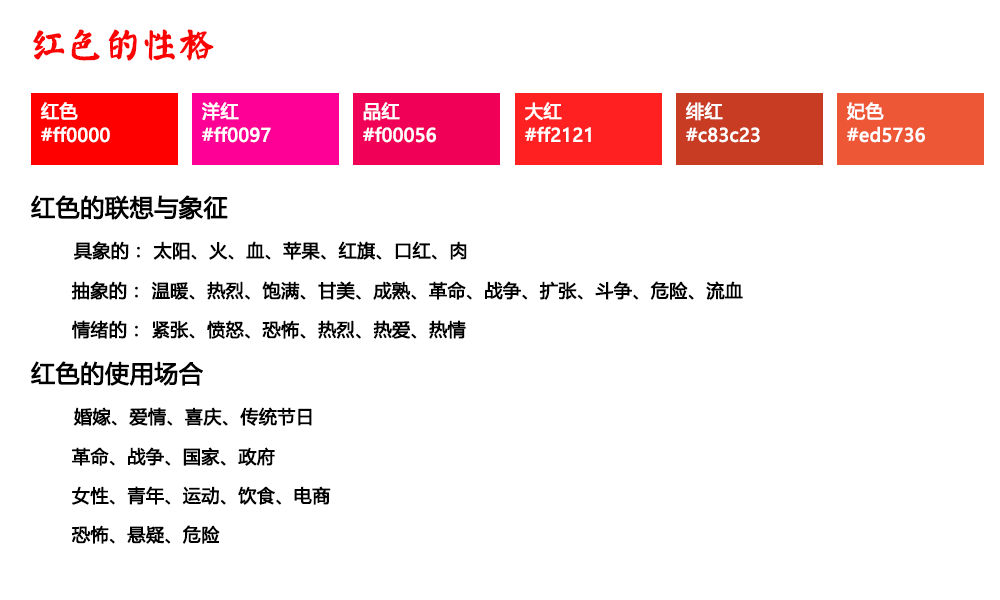 红色的性格
红色 洋红 品红 大红 绯红 妃色
#ff0000 #ff0097 #f00056 #ff2121 #c83c23 #ed5736
红色的联想与象征
具象的：太阳、火、血、苹果、红旗、口红、肉
抽象的：温暖、热烈、饱满、甘美、成熟、革命、战争、扩张、斗争、危险、流血
情绪的：紧张、愤怒、恐怖、热烈、热爱、热情
红色的使用场合
婚嫁、爱情、喜庆、传统节日
革命、战争、国家、政府
女性、青年、运动、饮食、电商
恐怖、悬疑、危险